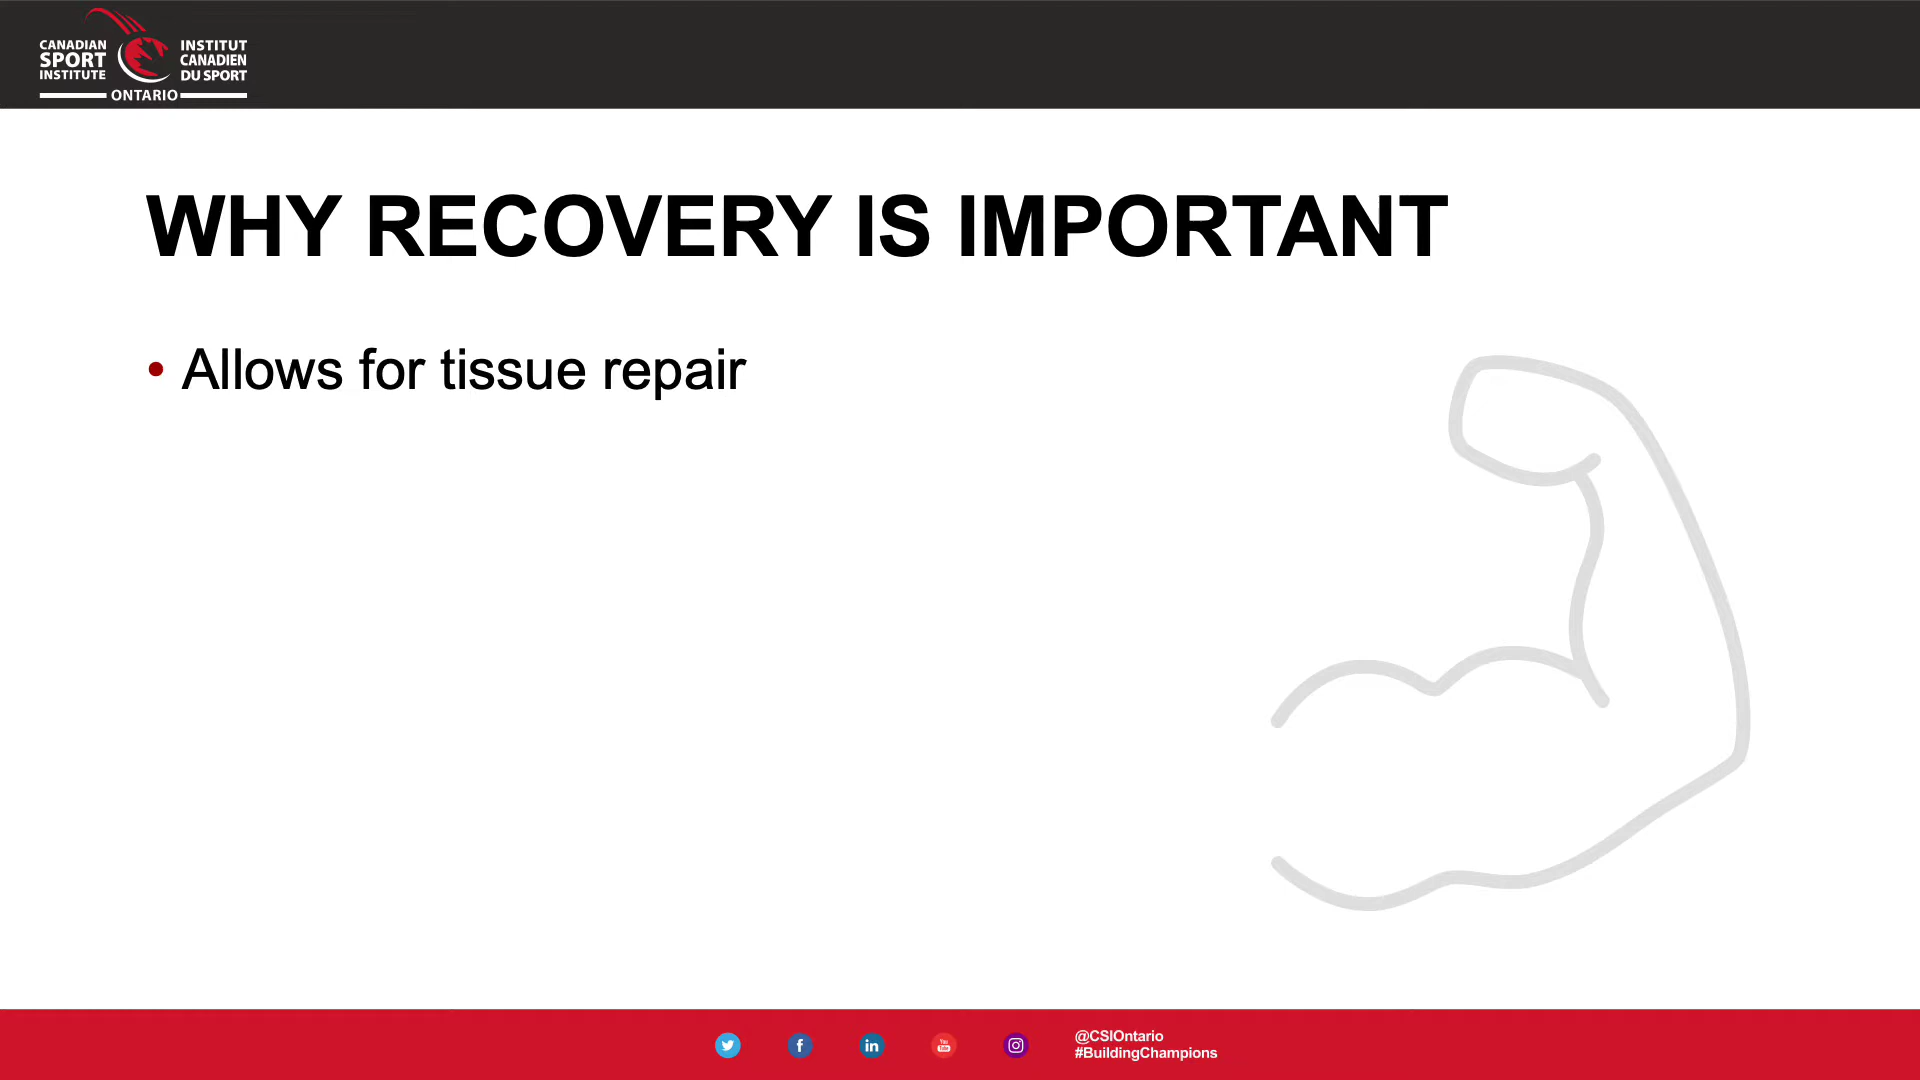 CANADIAN
SPORT
INSTITUTE
INSTITUT
CANADIEN
DU SPORT
ONTARIO
WHY RECOVERY IS IMPORTANT
• Allows for tissue repair
@CSIOntario
#BuildingChampions